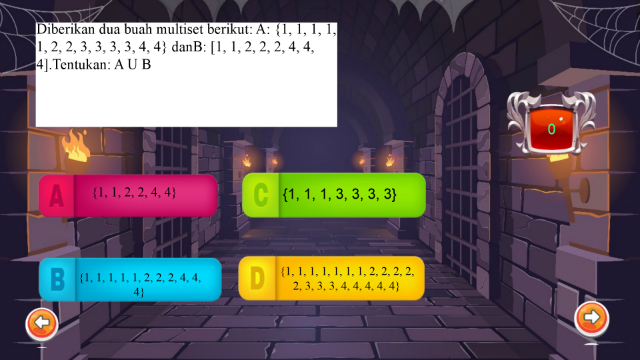 Diberikan dua buah multiset berikut: A: {1, 1, 1, 1,
1, 2, 2, 3, 3, 3, 3, 4, 4} danB: [1, 1, 2, 2, 2, 4, 4,
4].Tentukan: A U B
0
A {1, 1, 2, 2, 4, 4}
C {1, 1, 1, 3, 3, 3, 3}
B {1, 1, 1, 1, 1, 2, 2, 2, 4, 4,
4}
D {1, 1, 1, 1, 1, 1, 1, 2, 2, 2, 2,
2, 3, 3, 3, 4, 4, 4, 4, 4}